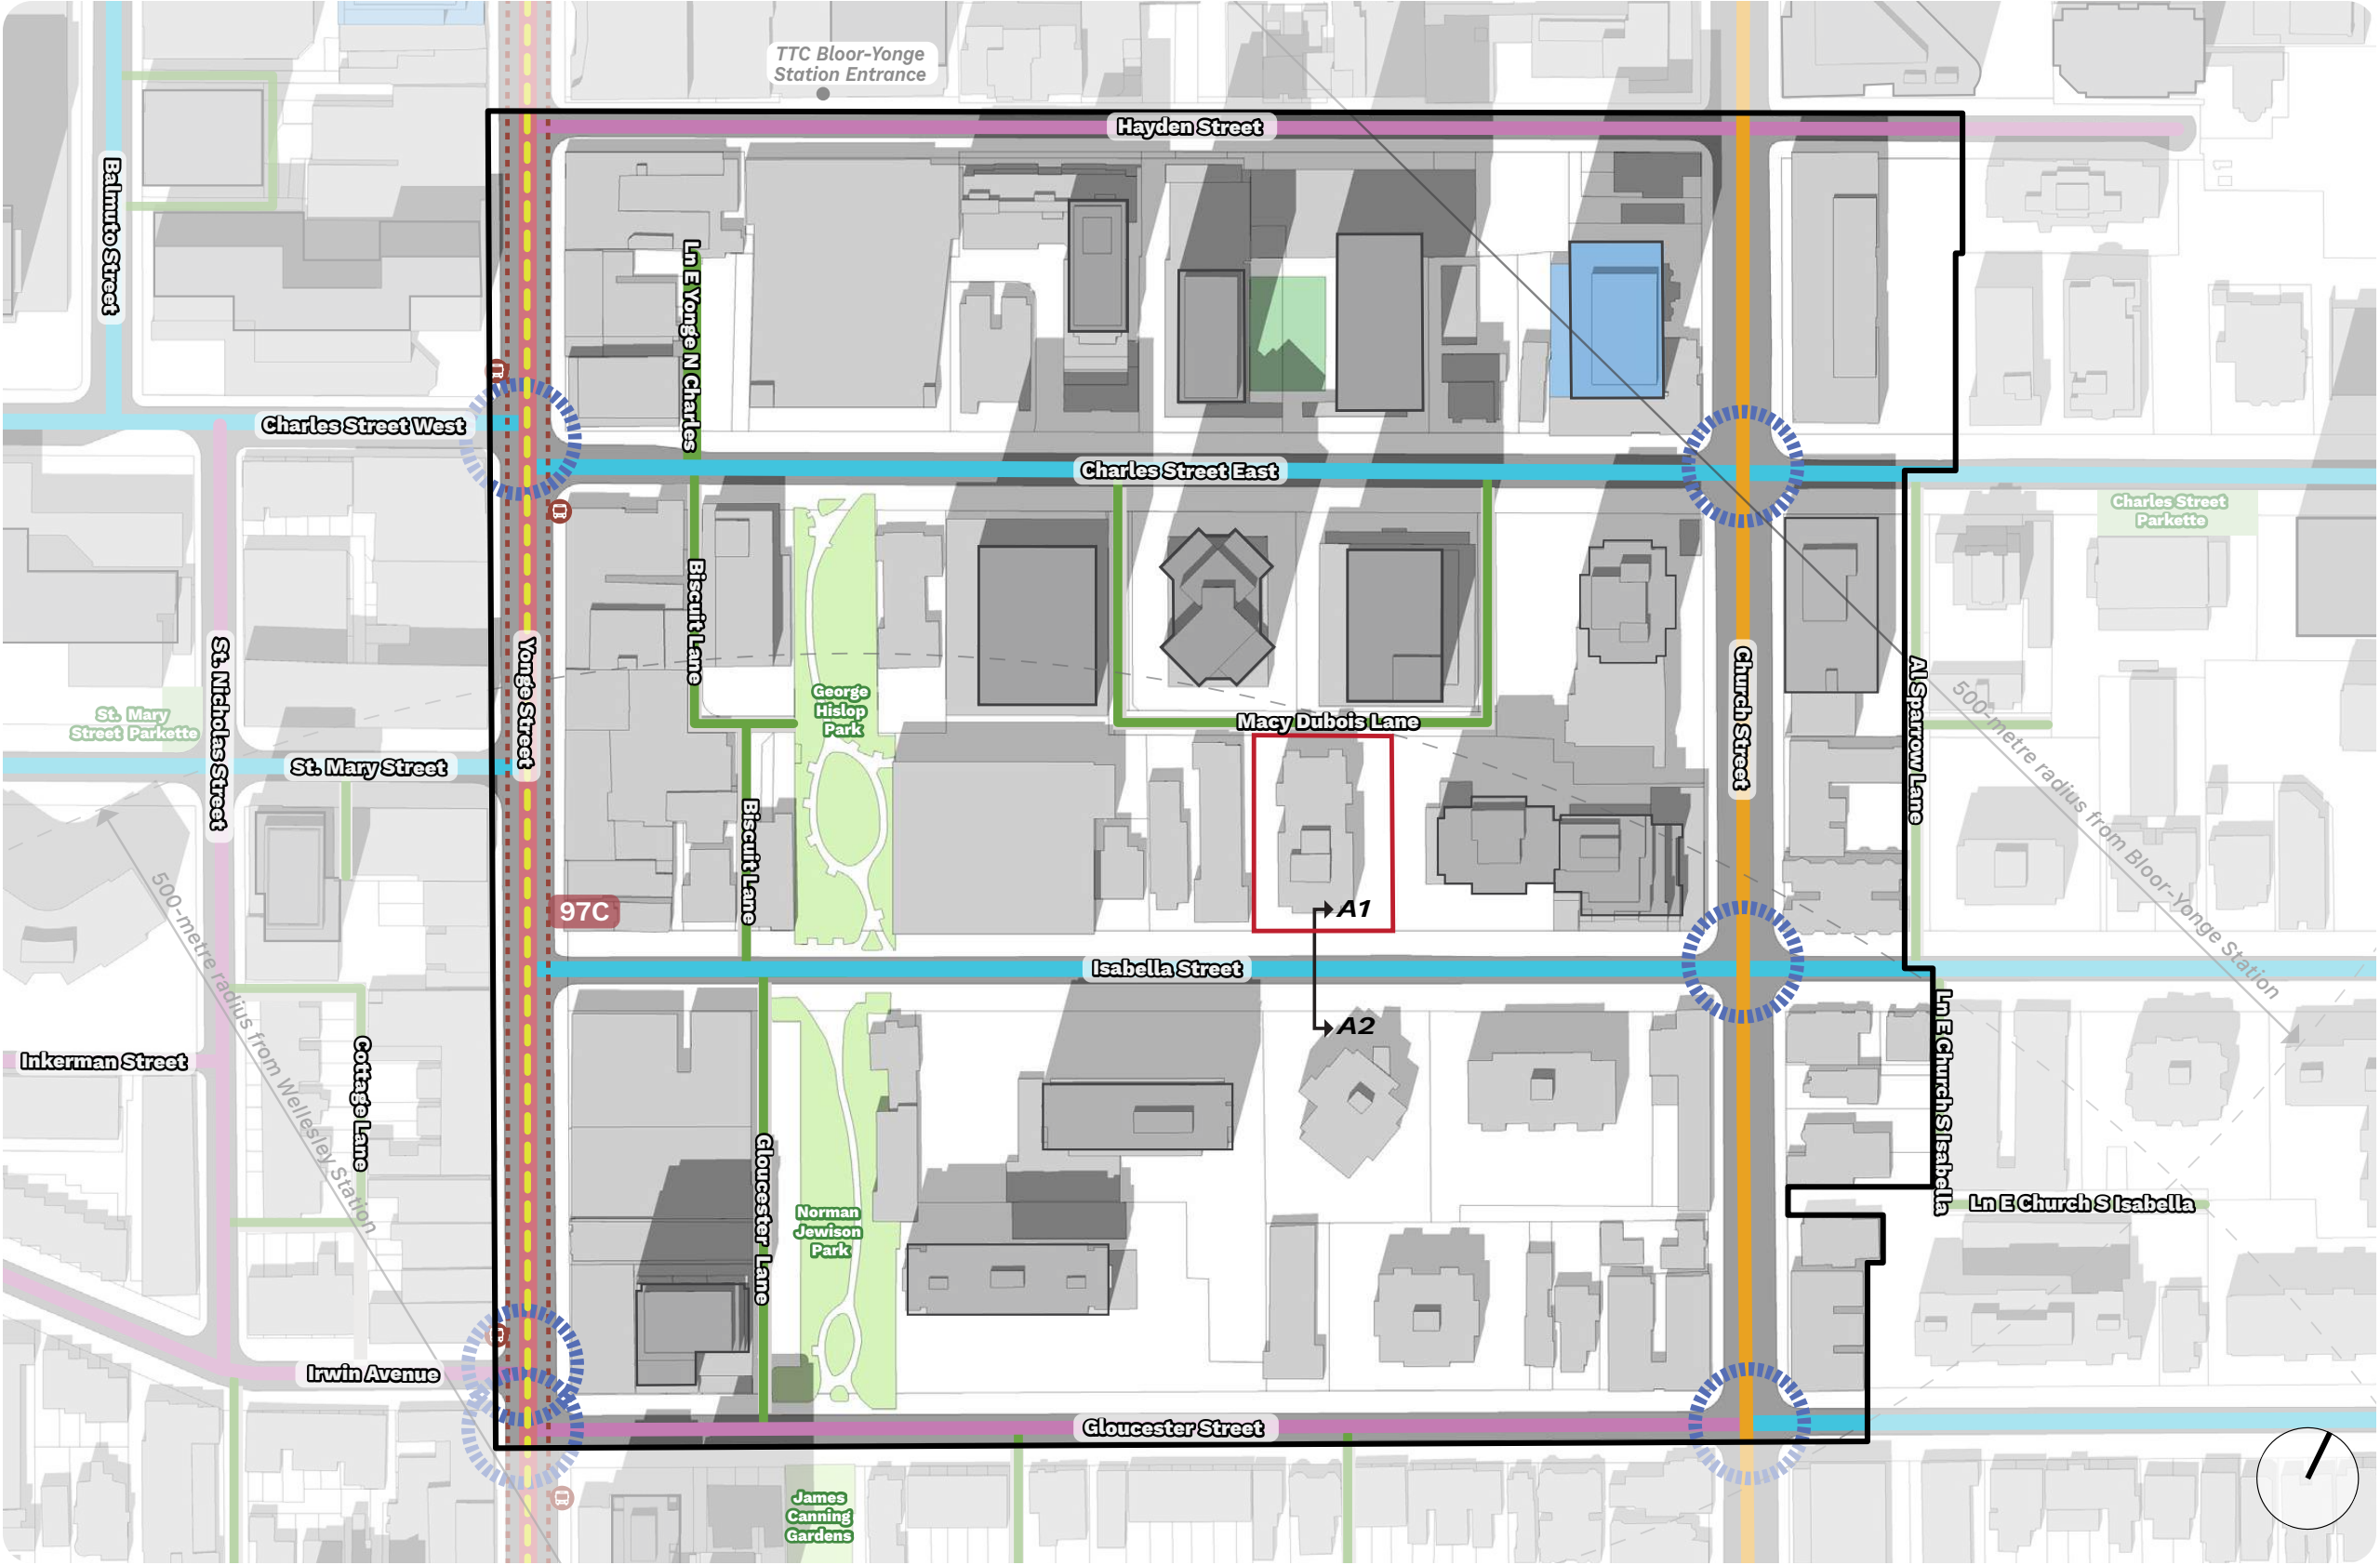 TTC Bloor-Yonge
Station Entrance
Hayden Street
Balmuto Street
Ln E Yonge N Charles
Charles Street West
Charles Street East
Charles Street
Parkette
Biscuit Lane
St. Nicholas Street
Yonge Street
Church Street
Al Sparrow Lane
George
Hislop
Park
St. Mary
Street Parkette
Macy Dubois Lane
500-metre radius from Bloor-Yonge Station
St. Mary Street
Biscuit Lane
500-metre radius from Wellesley Station
97C
A1
Isabella Street
A2
Ln E Church S Isabella
Inkerman Street
Cottage Lane
Gloucester Lane
Norman
Jewison
Park
Ln E Church S Isabella
Irwin Avenue
Gloucester Street
James
Canning
Gardens